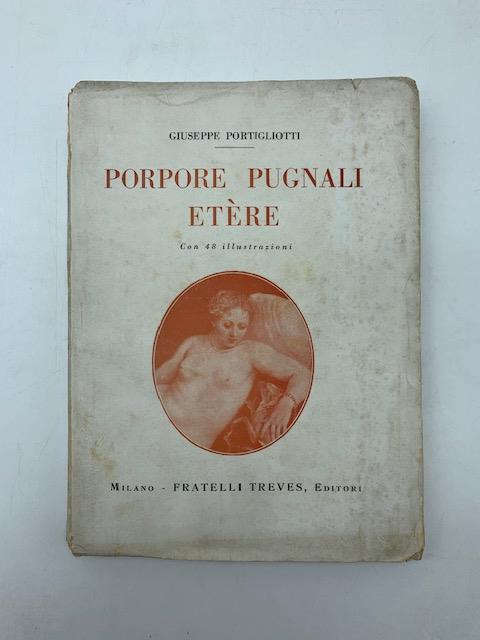 GIUSEPPE PORTIGLIOTTI
PORPORE PUGNALI
ETÈRE
Con 48 illustrazioni
MILANO - FRATELLI TREVES, EDITORI